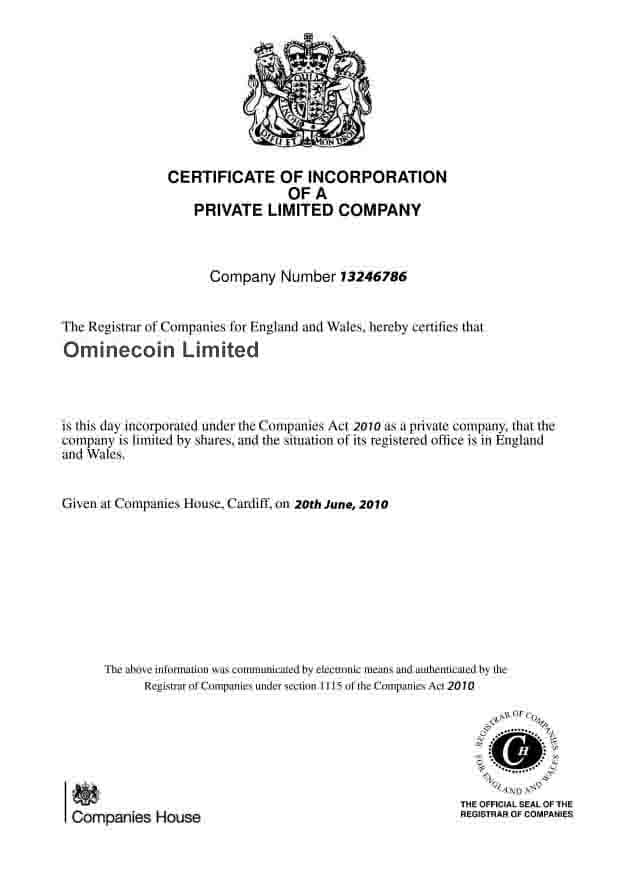 CERTIFICATE OF INCORPORATION
OF A
PRIVATE LIMITED COMPANY
Company Number 13246786
The Registrar of Companies for England and Wales, hereby certifies that
Ominecoin Limited
is this day incorporated under the Companies Act 2010 as a private company, that the
company is limited by shares, and the situation of its registered office is in England
and Wales.
Given at Companies House, Cardiff, on 20th June, 2010
The above information was communicated by electronic means and authenticated by the
Registrar of Companies under section 1115 of the Companies Act 2010
REGISTRAR OF COMPANIES
FOR ENGLAND AND WALES
CH
THE OFFICIAL SEAL OF THE
REGISTRAR OF COMPANIES
Companies House